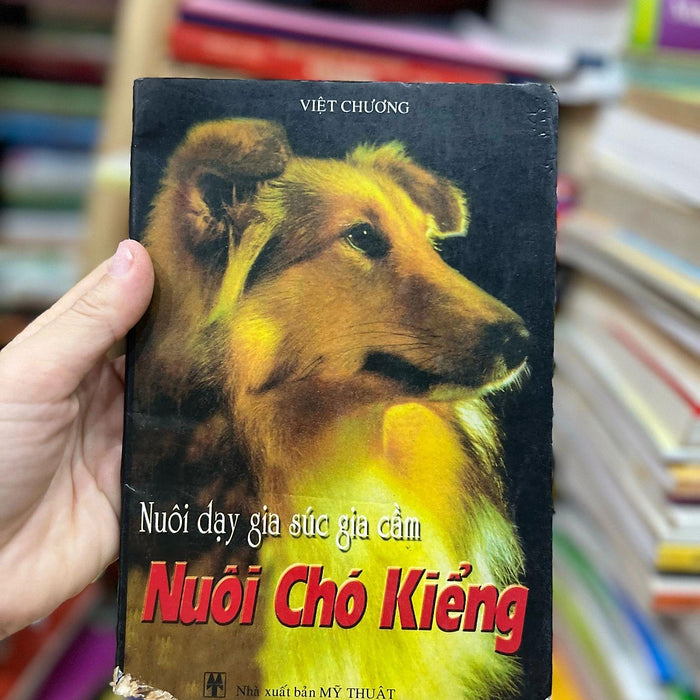 VIỆT CHƯƠNG
Nuôi dạy gia súc gia cầm
Nuôi Chó Kiểng
Nhà xuất bản MỸ THUẬT